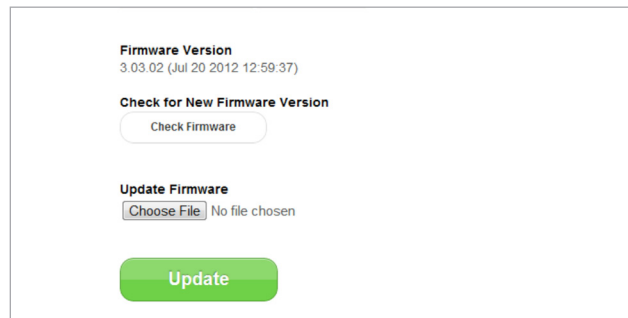 Firmware Version
3.03.02 (Jul 20 2012 12:59:37)
Check for New Firmware Version
Check Firmware
Update Firmware
Choose File No file chosen
Update